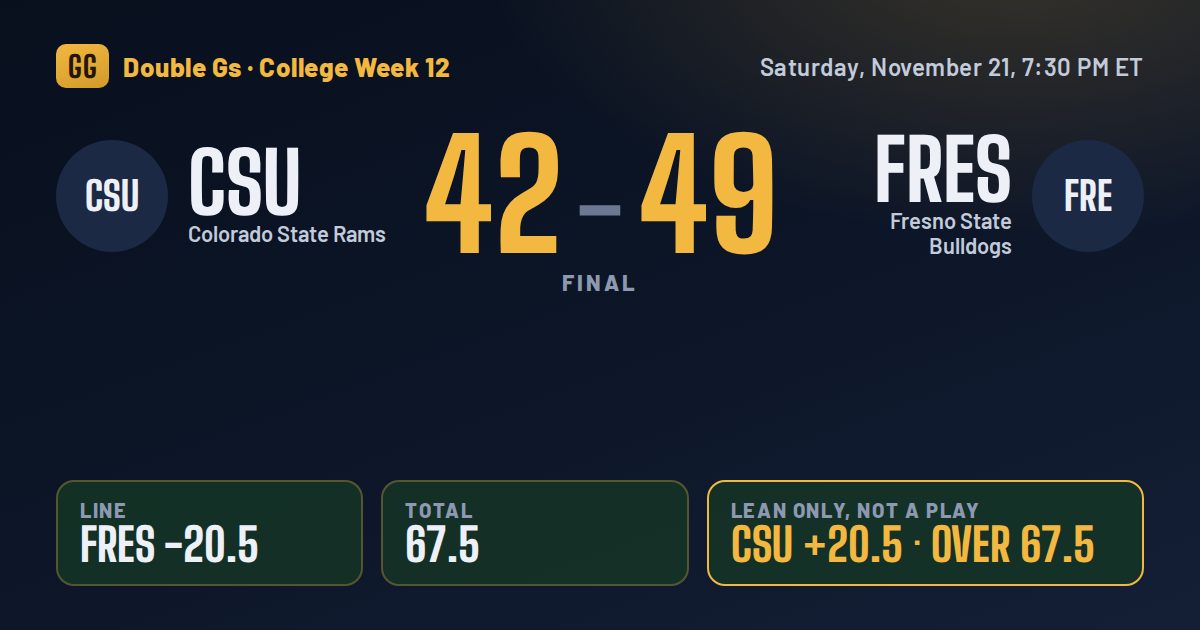 GG
Double Gs · College Week 12
Saturday, November 21, 7:30 PM ET
CSU
CSU
Colorado State Rams
42 – 49
FINAL
FRES
Fresno State
Bulldogs
FRE
LINE
FRES −20.5
TOTAL
67.5
LEAN ONLY, NOT A PLAY
CSU +20.5 · OVER 67.5